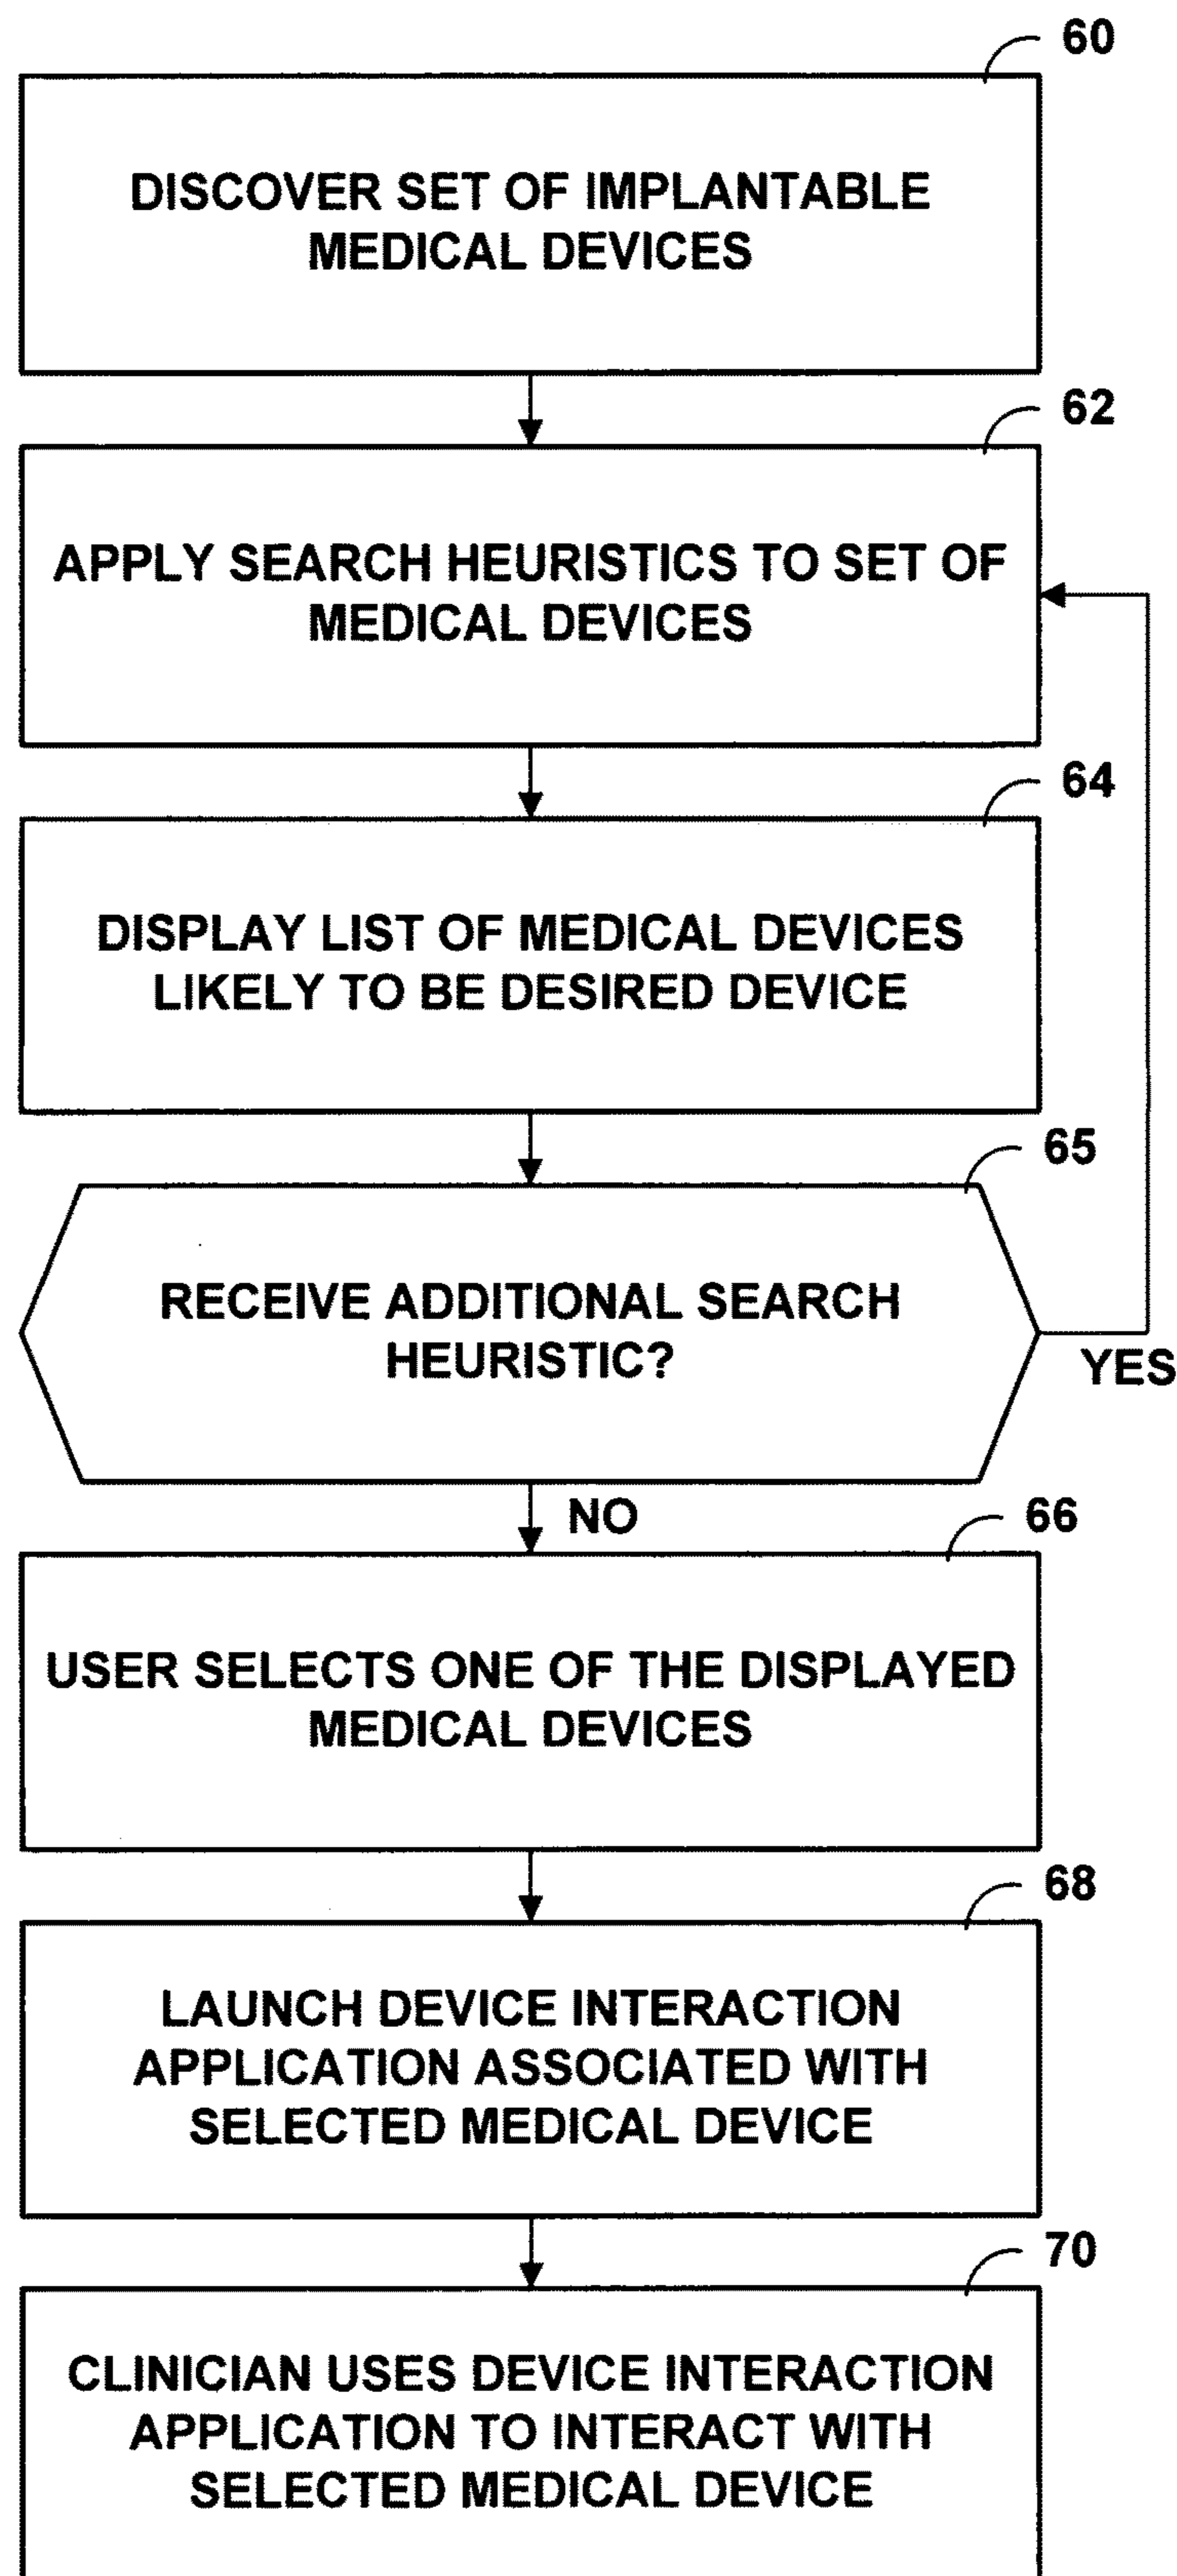 60
DISCOVER SET OF IMPLANTABLE
MEDICAL DEVICES
62
APPLY SEARCH HEURISTICS TO SET OF
MEDICAL DEVICES
64
DISPLAY LIST OF MEDICAL DEVICES
LIKELY TO BE DESIRED DEVICE
65
RECEIVE ADDITIONAL SEARCH
HEURISTIC?
YES
NO
66
USER SELECTS ONE OF THE DISPLAYED
MEDICAL DEVICES
68
LAUNCH DEVICE INTERACTION
APPLICATION ASSOCIATED WITH
SELECTED MEDICAL DEVICE
70
CLINICIAN USES DEVICE INTERACTION
APPLICATION TO INTERACT WITH
SELECTED MEDICAL DEVICE